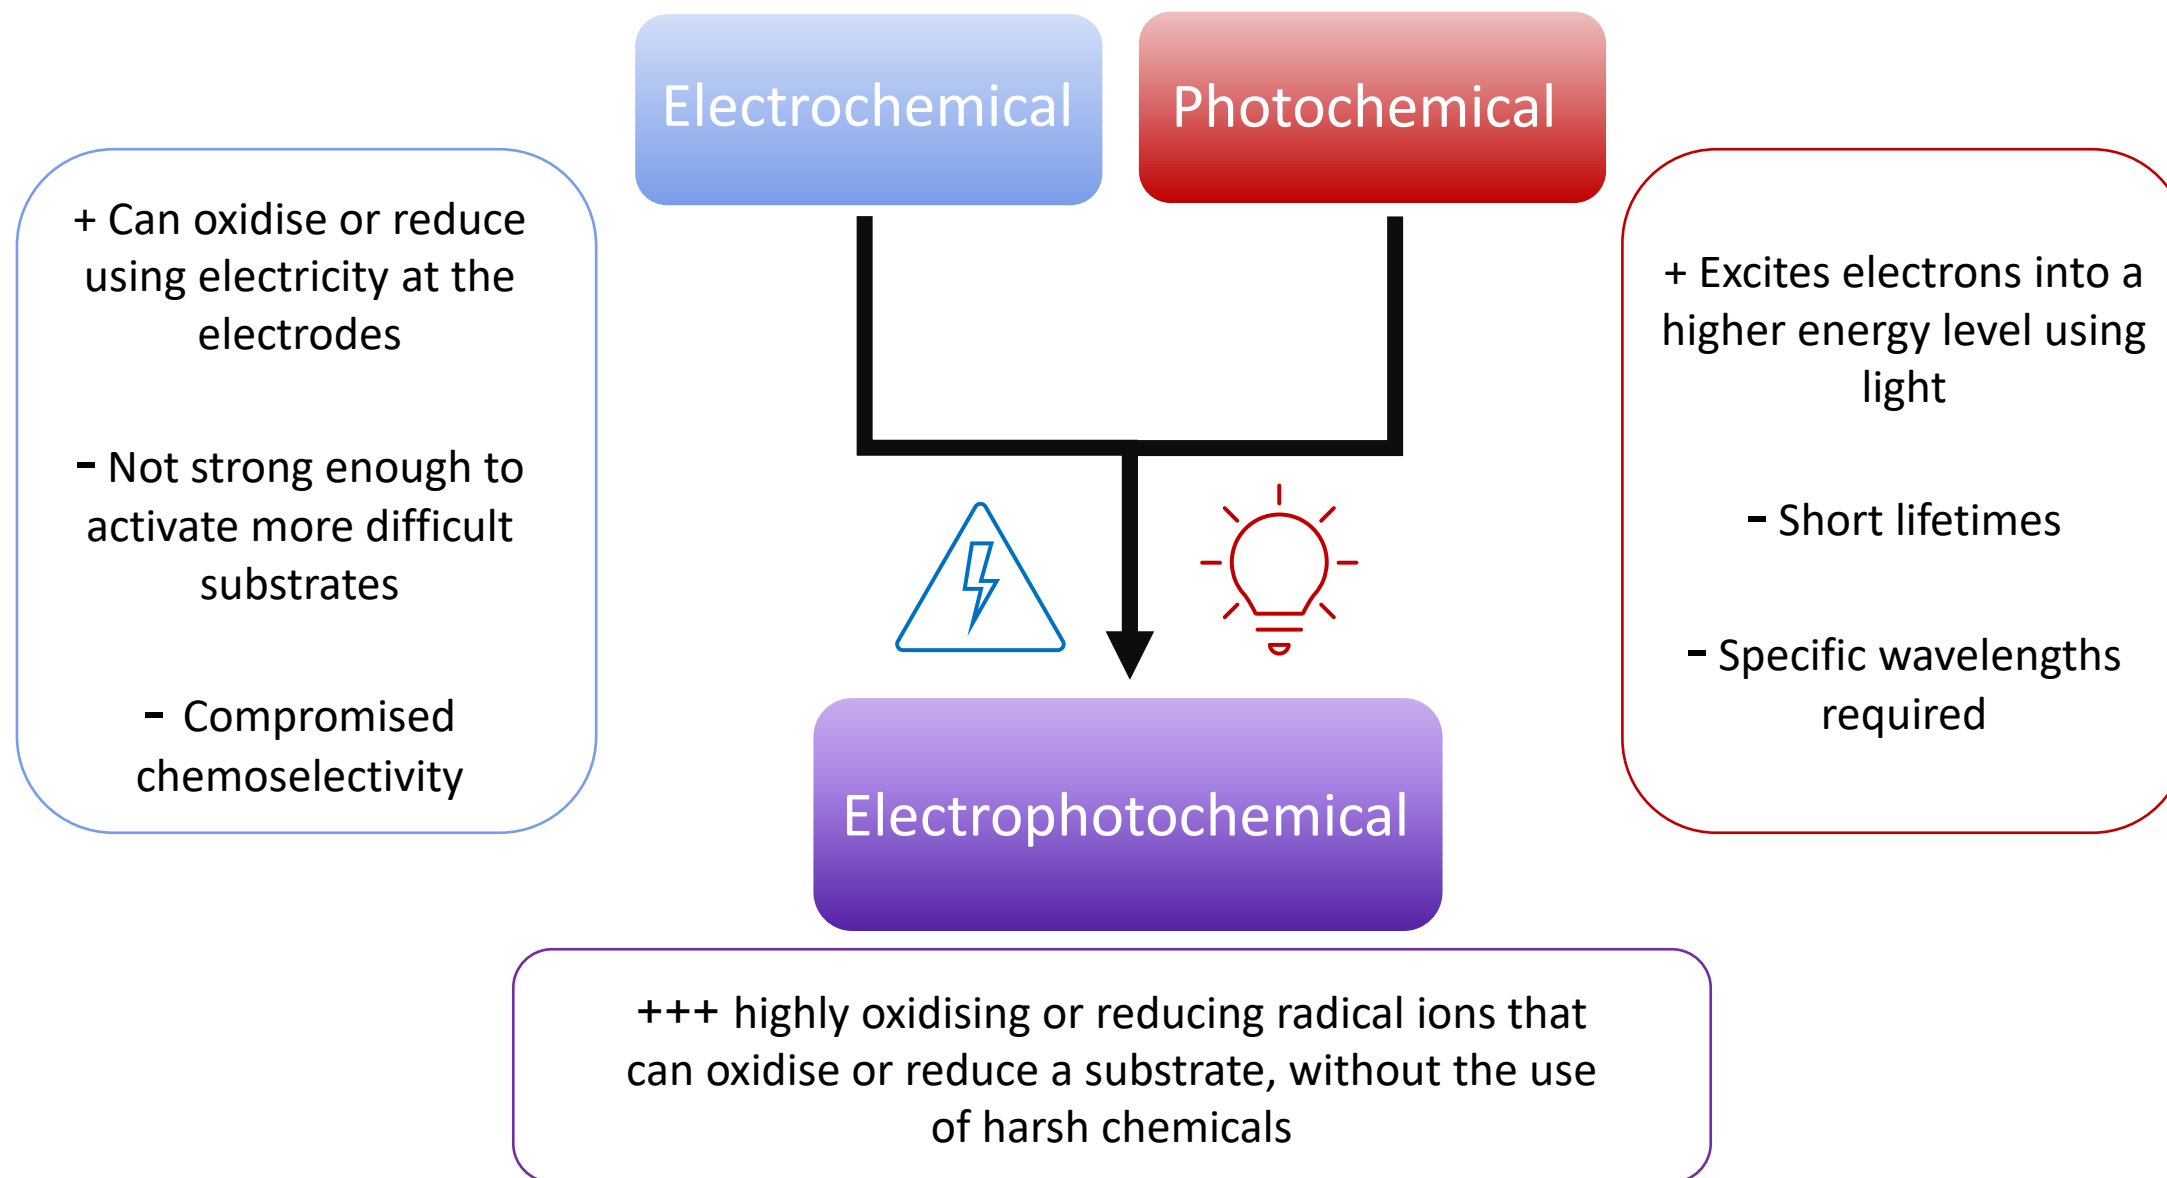 Electrochemical
Photochemical
+ Can oxidise or reduce
using electricity at the
electrodes
- Not strong enough to
activate more difficult
substrates
- Compromised
chemoselectivity
+ Excites electrons into a
higher energy level using
light
- Short lifetimes
- Specific wavelengths
required
Electrophotochemical
+++ highly oxidising or reducing radical ions that
can oxidise or reduce a substrate, without the use
of harsh chemicals